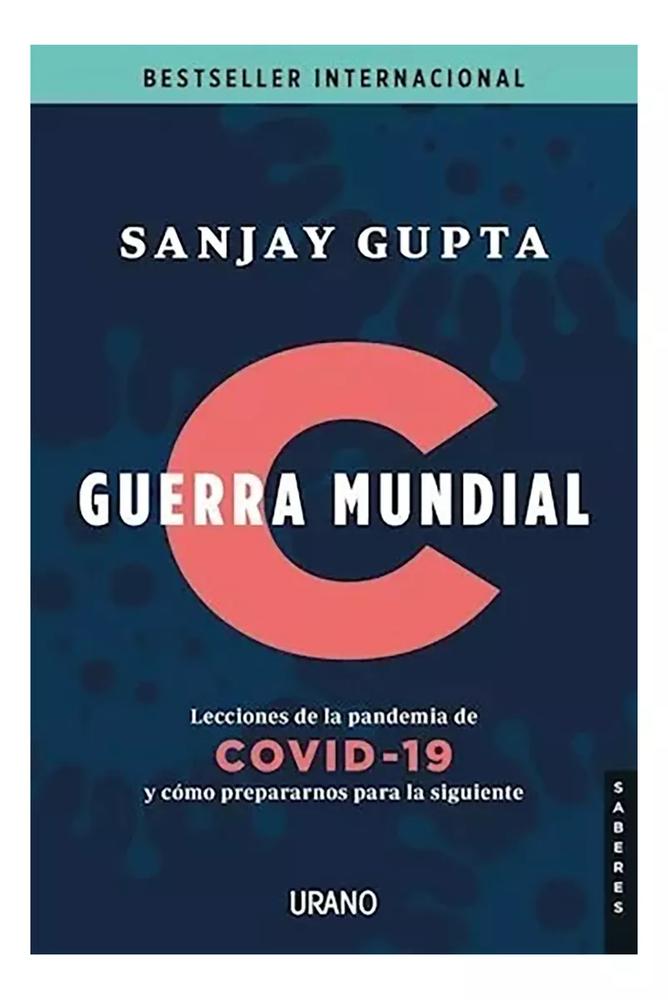 BESTSELLER INTERNACIONAL
SANJAY GUPTA
C
GUERRA MUNDIAL
Lecciones de la pandemia de
COVID-19
y cómo prepararnos para la siguiente
SABERES
URANO